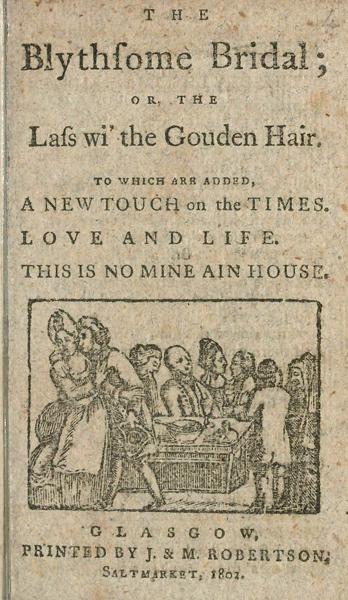 THE
Blythſome Bridal;
OR, THE
Laſs wi' the Gouden Hair.
TO WHICH ARE ADDED,
A NEW TOUCH on the TIMES.
LOVE AND LIFE.
THIS IS NO MINE AIN HOUSE.
GLASGOW,
PRINTED BY J. & M. ROBERTSON,
SALTMARKET, 1802.